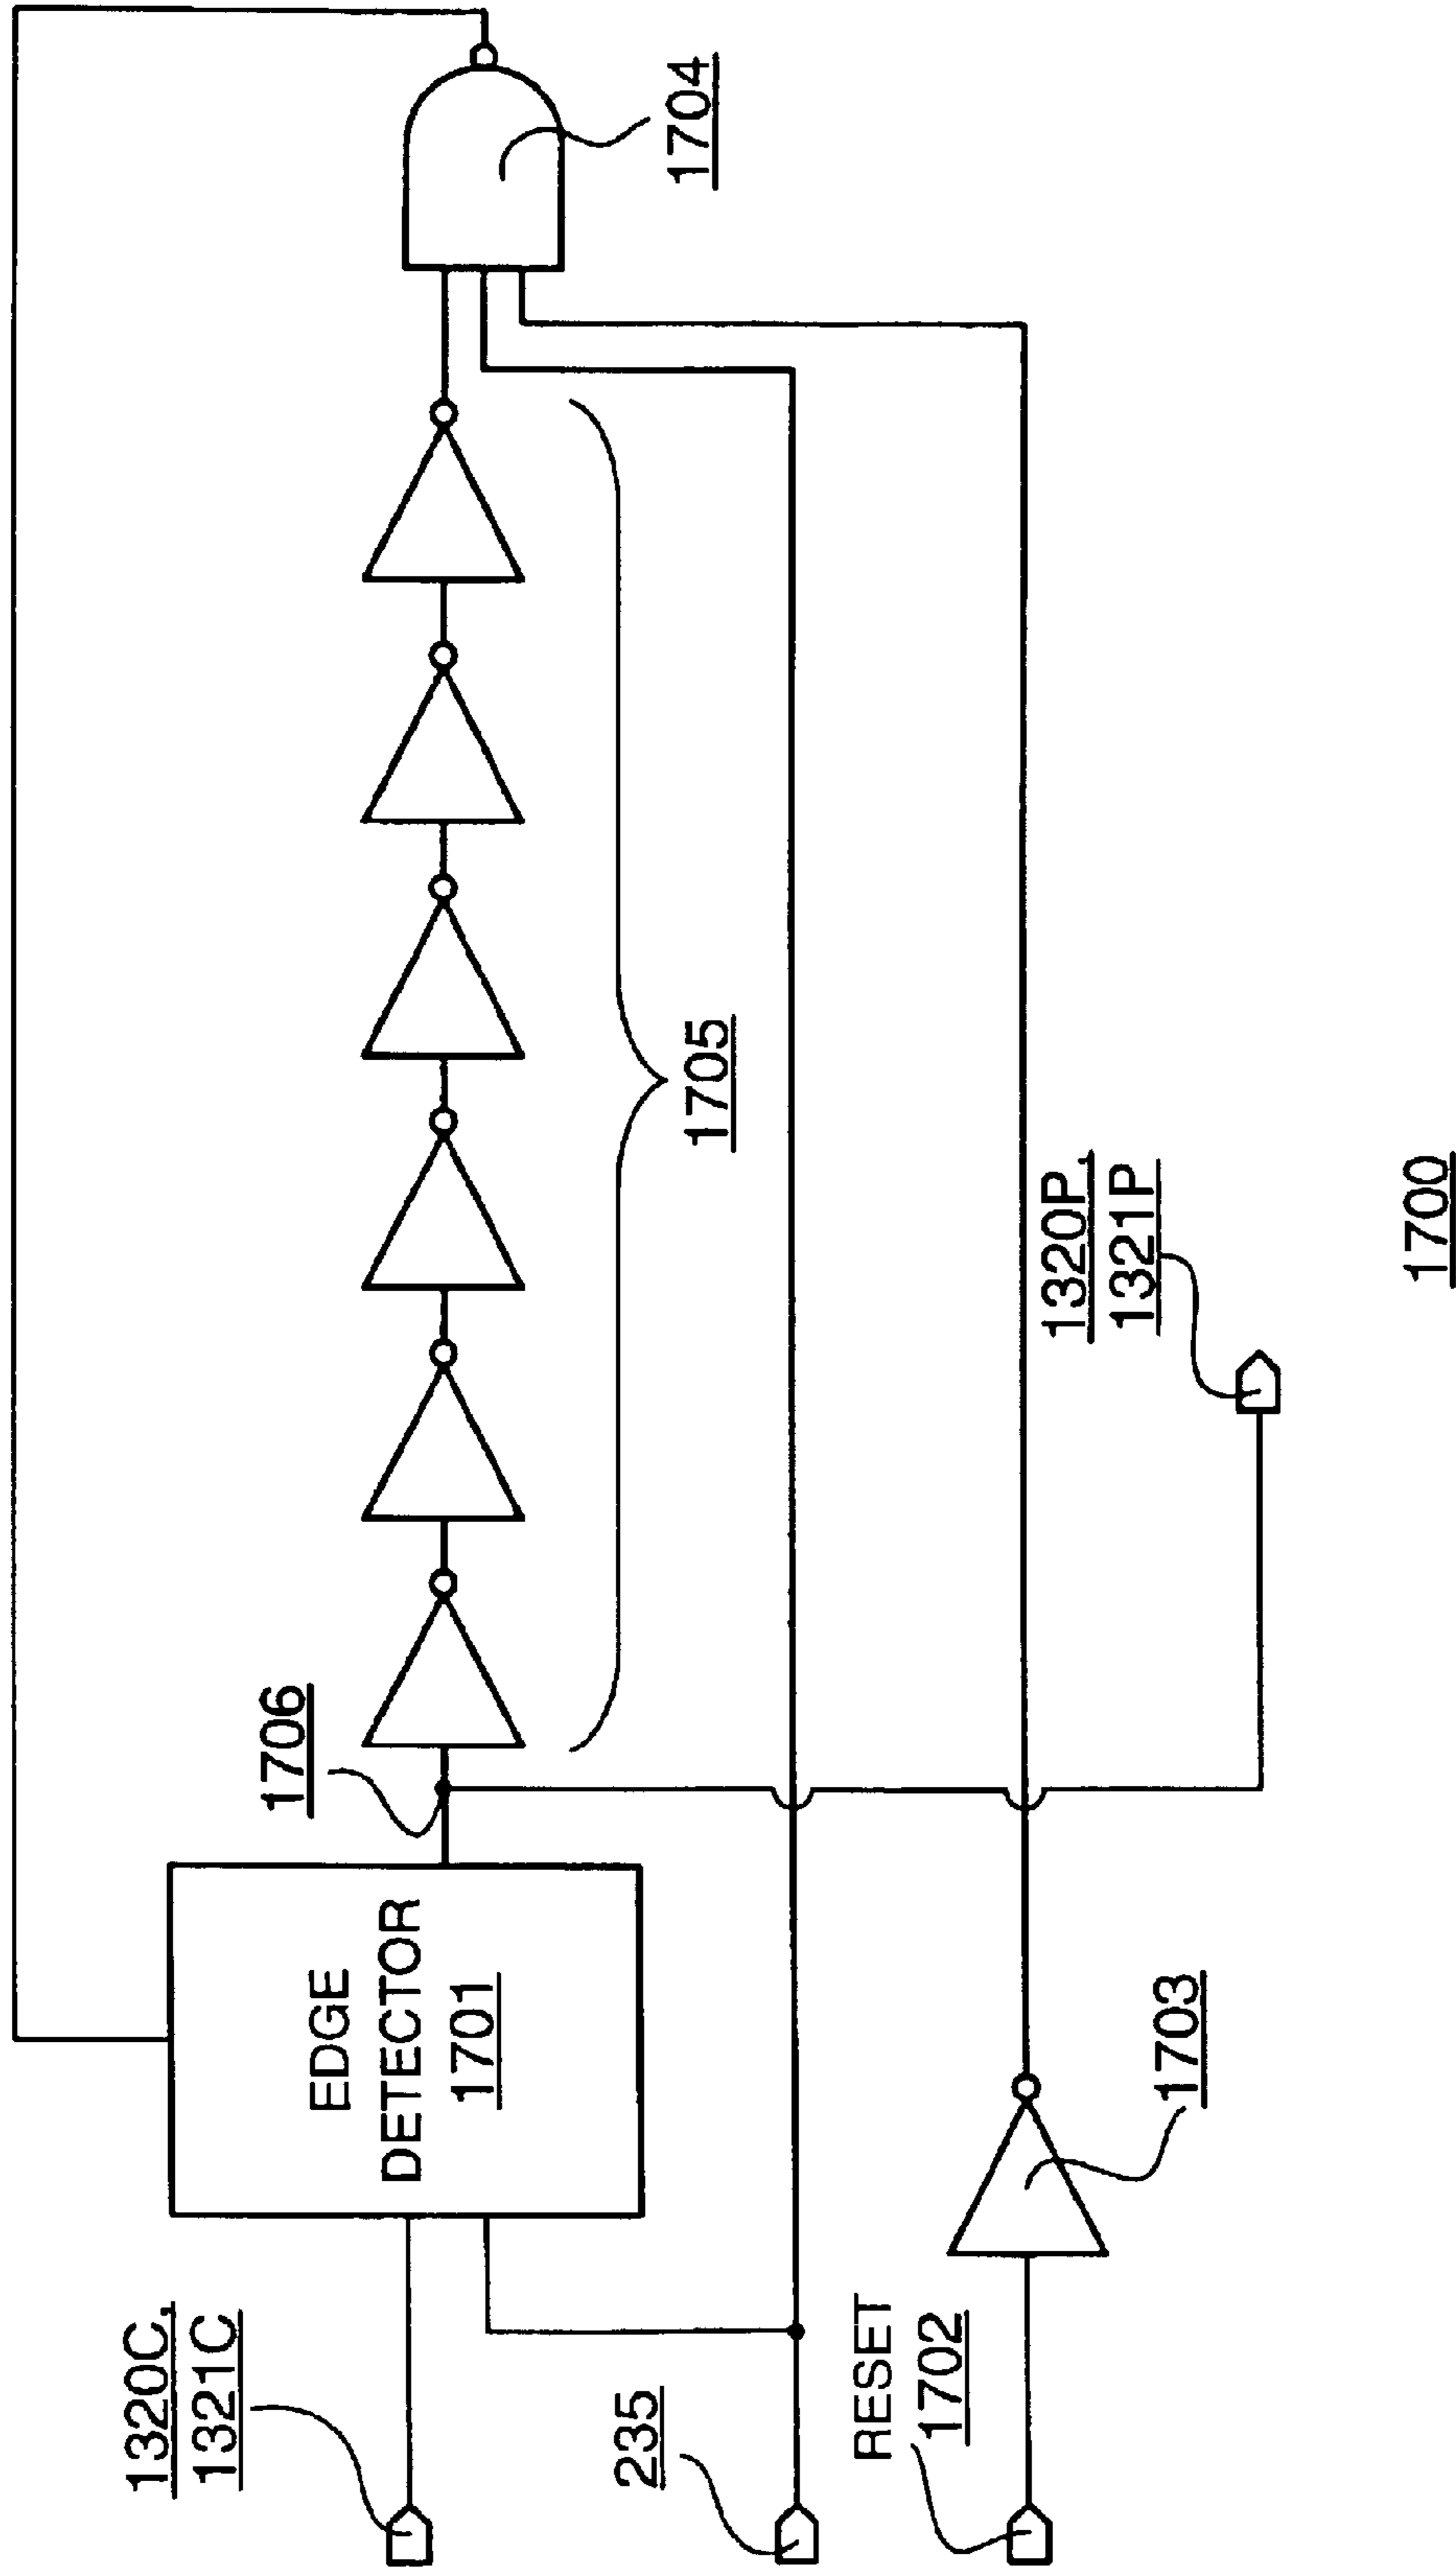 1320C,
1321C
235
RESET
1702
EDGE
DETECTOR
1701
1703
1706
1705
1320P,
1321P
1704
1700